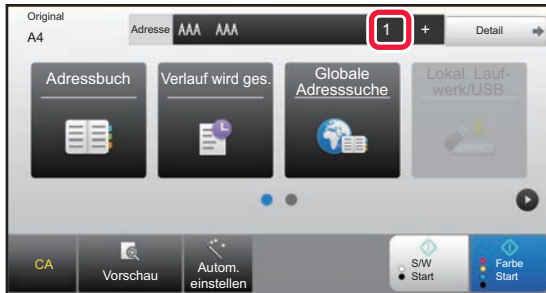 Original
A4
Adresse AAA AAA 1 + Detail
Adressbuch
Verlauf wird ges.
Globale
Adresssuche
Lokal. Lauf-
werk/USB
CA
Vorschau
Autom.
einstellen
S/W
Start
Farbe
Start